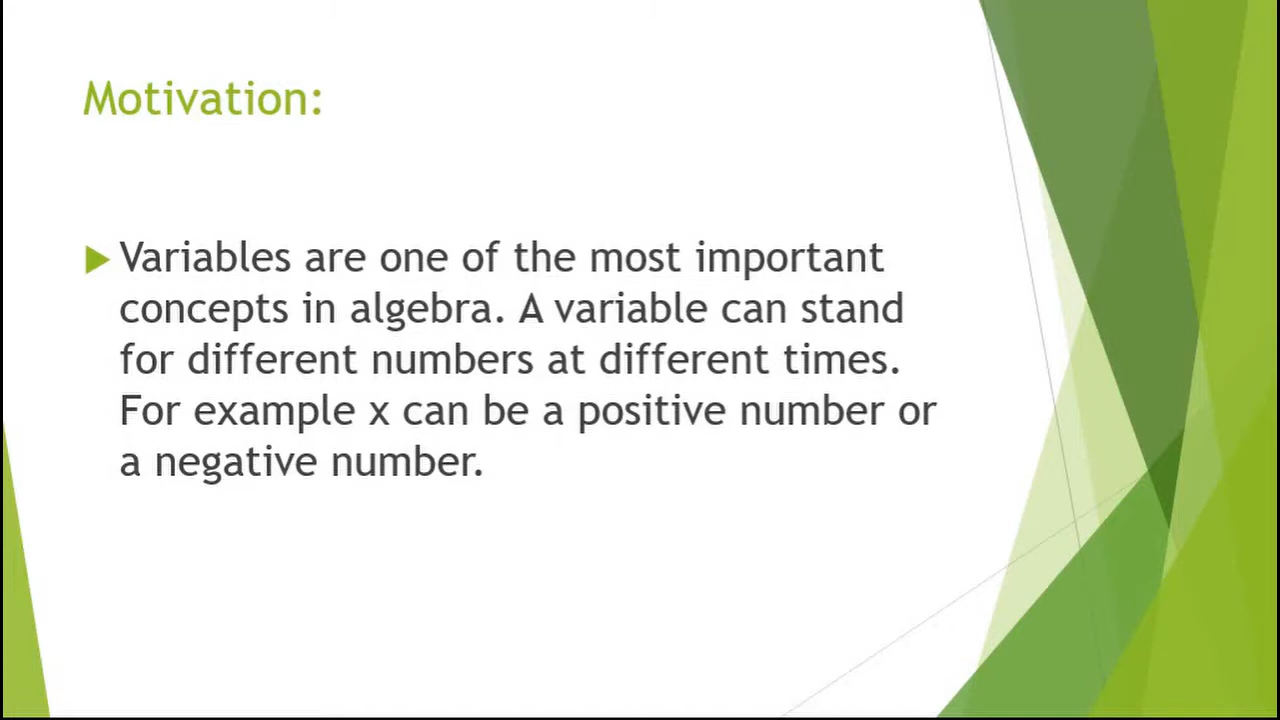 Motivation:
Variables are one of the most important
concepts in algebra. A variable can stand
for different numbers at different times.
For example x can be a positive number or
a negative number.